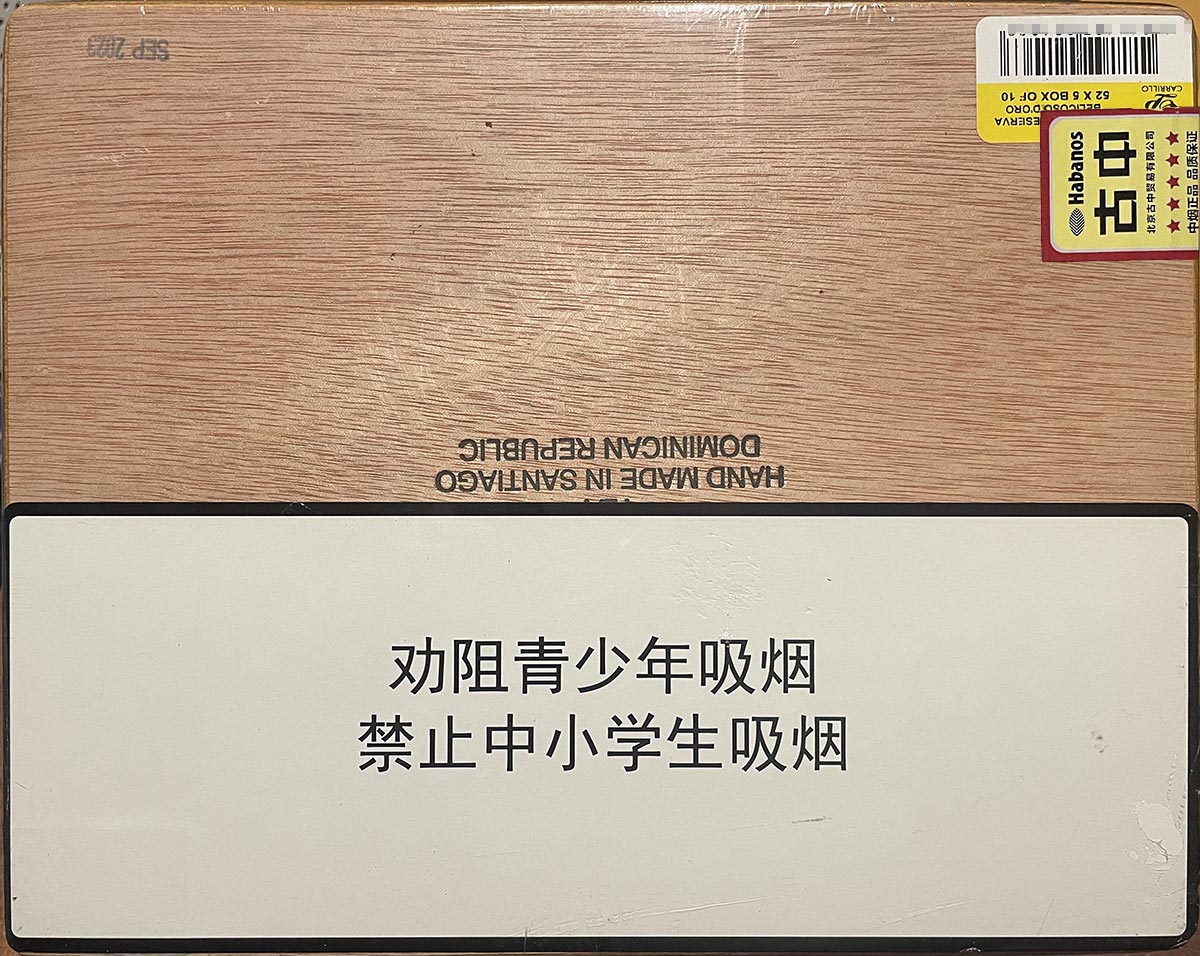 SEP 2023
CARRILLO
52 X 5 BOX OF 10
BELICOSO D'ORO
Habanos
古中
北京古中贸易有限公司
中烟正品 品质保证
HAND MADE IN SANTIAGO
DOMINICAN REPUBLIC
劝阻青少年吸烟
禁止中小学生吸烟